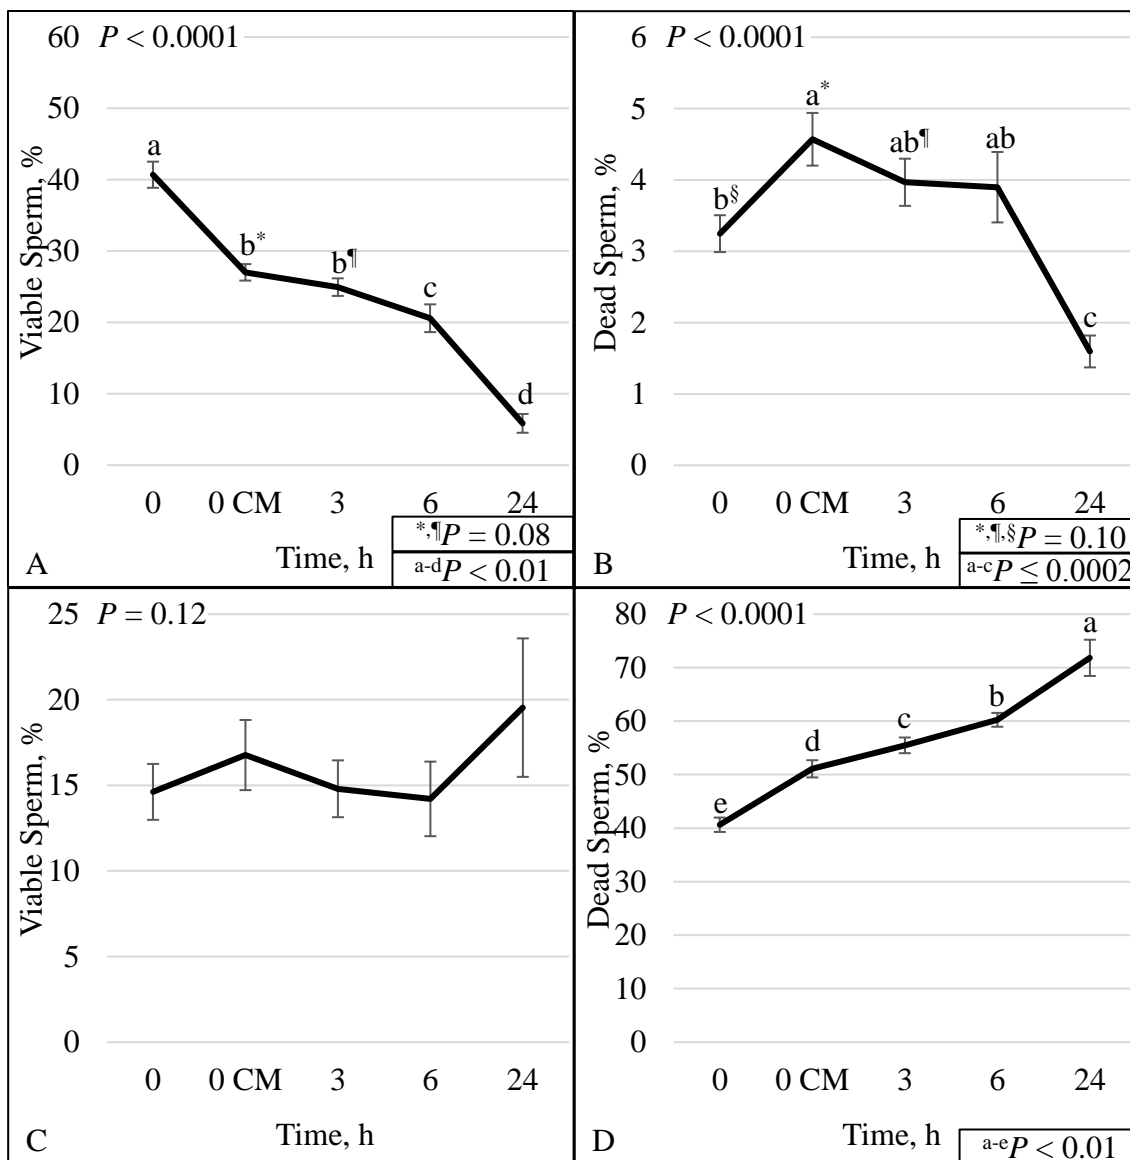 P < 0.0001
60
50
40
30
20
10
0
Viable Sperm, %
a
b*
b¶
c
d
0 0 CM 3 6 24
Time, h
A
*,¶P = 0.08
a-dP < 0.01
P < 0.0001
6
5
4
3
2
1
0
Dead Sperm, %
b§
a*
ab¶
ab
c
0 0 CM 3 6 24
Time, h
B
*,¶,§P = 0.10
a-cP ≤ 0.0002
P = 0.12
25
20
15
10
5
0
Viable Sperm, %
0 0 CM 3 6 24
Time, h
C
P < 0.0001
80
70
60
50
40
30
20
10
0
Dead Sperm, %
e
d
c
b
a
0 0 CM 3 6 24
Time, h
D
a-eP < 0.01